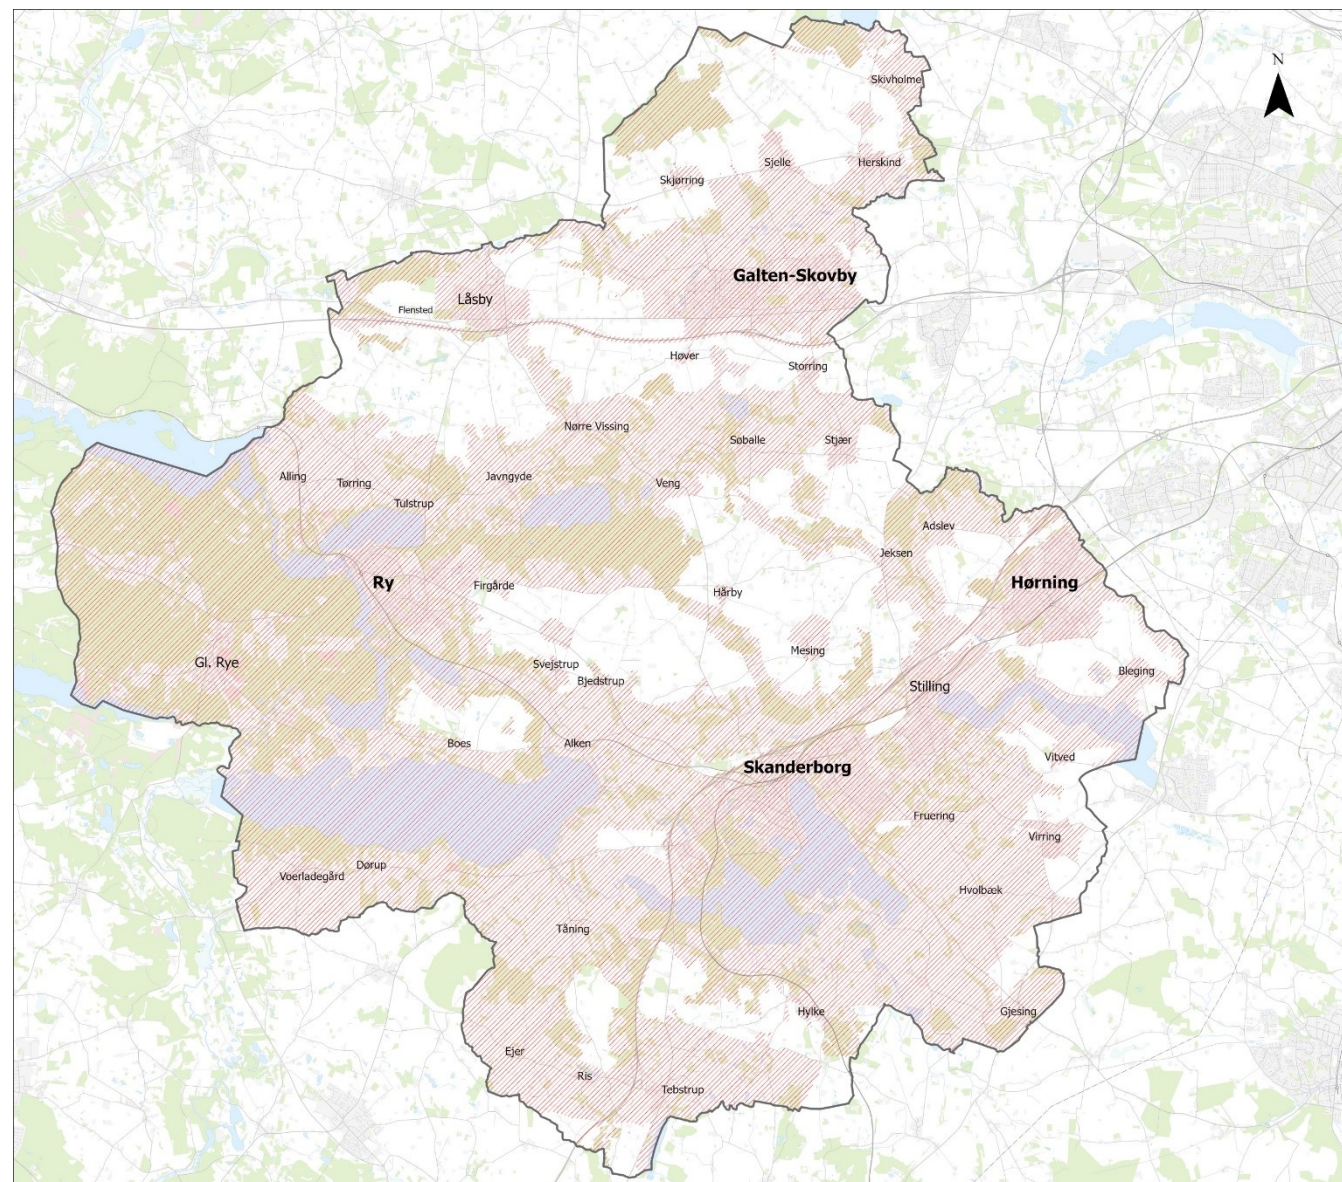 N
Skivholme
Sjelle
Herskind
Skjørring
Galten-Skovby
Låsby
Flensted
Høver
Storring
Nørre Vissing
Søballe
Stjær
Alling
Tørring
Javngyde
Veng
Tulstrup
Adslev
Jeksen
Ry
Firgårde
Hårby
Hørning
Gl. Rye
Svejstrup
Mesing
Bjedstrup
Stilling
Bleging
Boes
Alken
Vitved
Skanderborg
Fruering
Virring
Dørup
Voerladegård
Hvolbæk
Tåning
Hylke
Gjesing
Ejer
Ris
Tebstrup